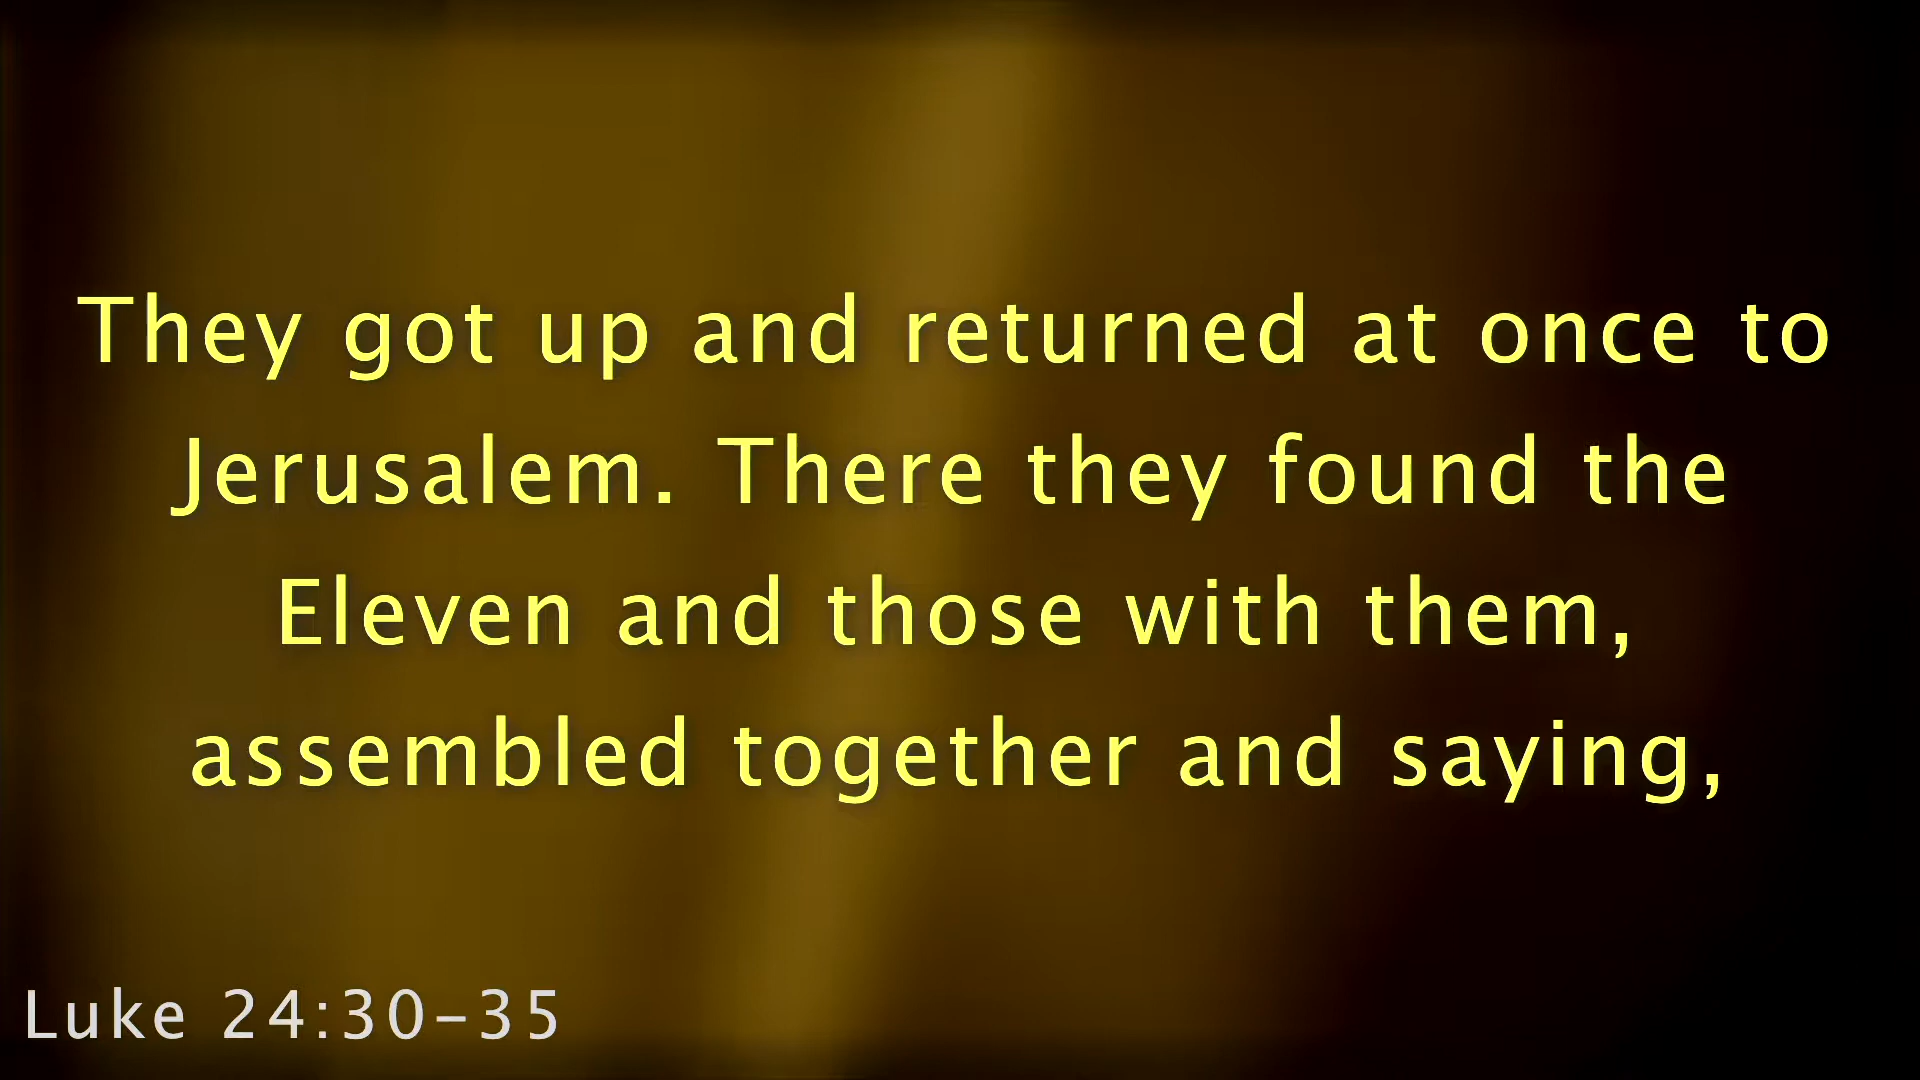 They got up and returned at once to
Jerusalem. There they found the
Eleven and those with them,
assembled together and saying,
Luke 24:30-35